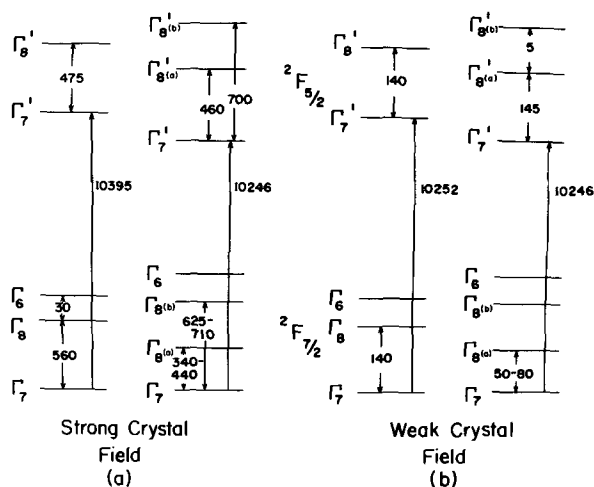 Γ8'
475
Γ7'
10395
Γ6
30
Γ8
560
Γ7
Γ8(b)'
Γ8(a)'
700
460
Γ7'
10246
Γ6
Γ8(b)
625-
710
Γ8(a)
340-
440
Γ7
Strong Crystal
Field
(a)
Γ8'
140
²F5/2
Γ7'
10252
Γ6
²F7/2
Γ8
140
Γ7
Γ8(b)'
5
Γ8(a)'
145
Γ7'
10246
Γ6
Γ8(b)
Γ8(a)
50-80
Γ7
Weak Crystal
Field
(b)